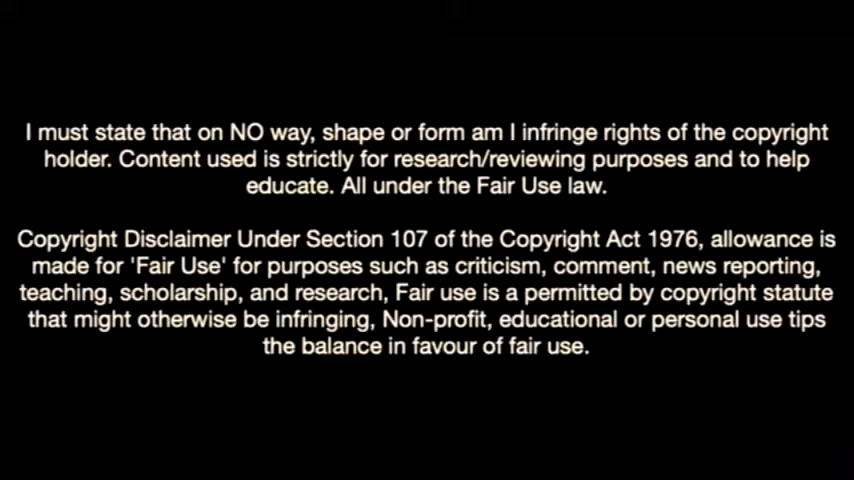 I must state that on NO way, shape or form am I infringe rights of the copyright
holder. Content used is strictly for research/reviewing purposes and to help
educate. All under the Fair Use law.
Copyright Disclaimer Under Section 107 of the Copyright Act 1976, allowance is
made for 'Fair Use' for purposes such as criticism, comment, news reporting,
teaching, scholarship, and research, Fair use is a permitted by copyright statute
that might otherwise be infringing, Non-profit, educational or personal use tips
the balance in favour of fair use.